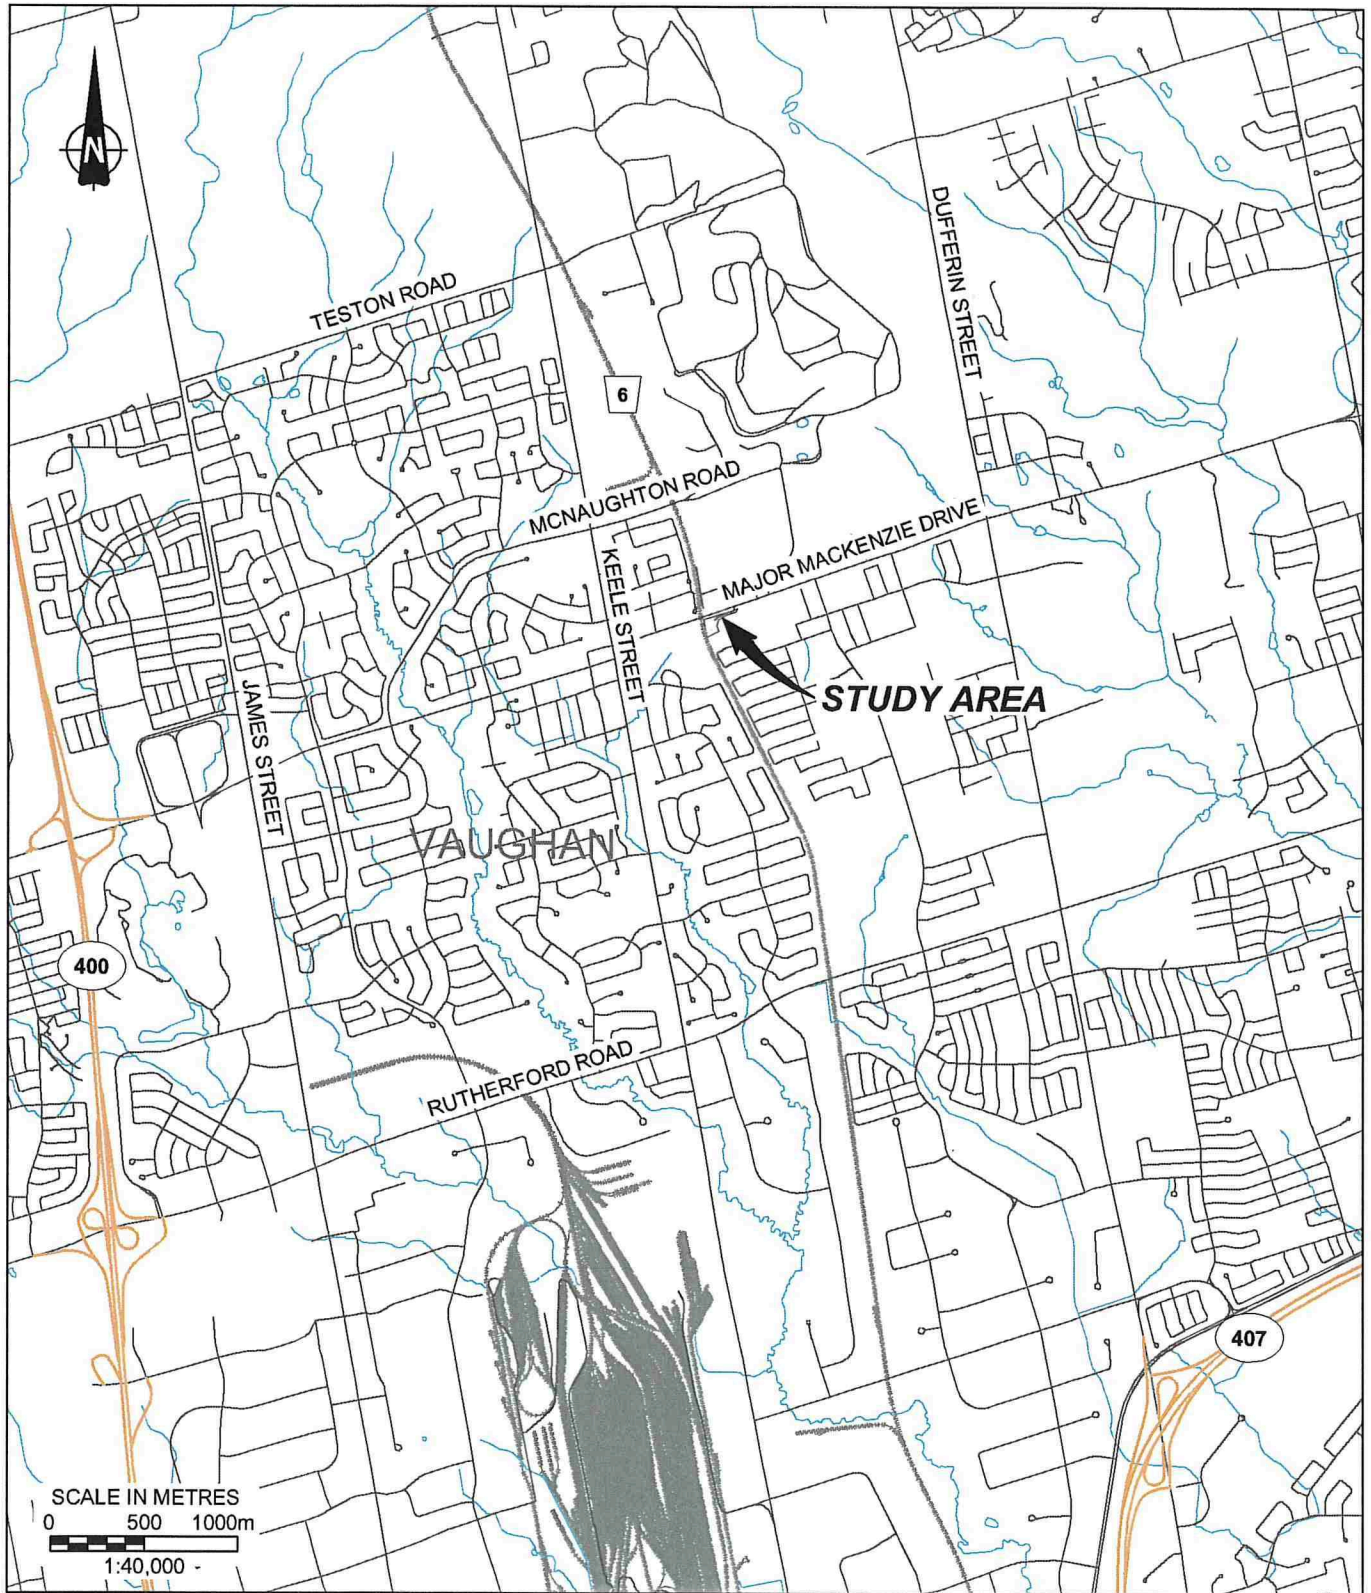 N
TESTON ROAD
DUFFERIN STREET
6
MCNAUGHTON ROAD
MAJOR MACKENZIE DRIVE
KEELE STREET
STUDY AREA
JAMES STREET
VAUGHAN
400
RUTHERFORD ROAD
407
SCALE IN METRES
0 500 1000m
1:40,000